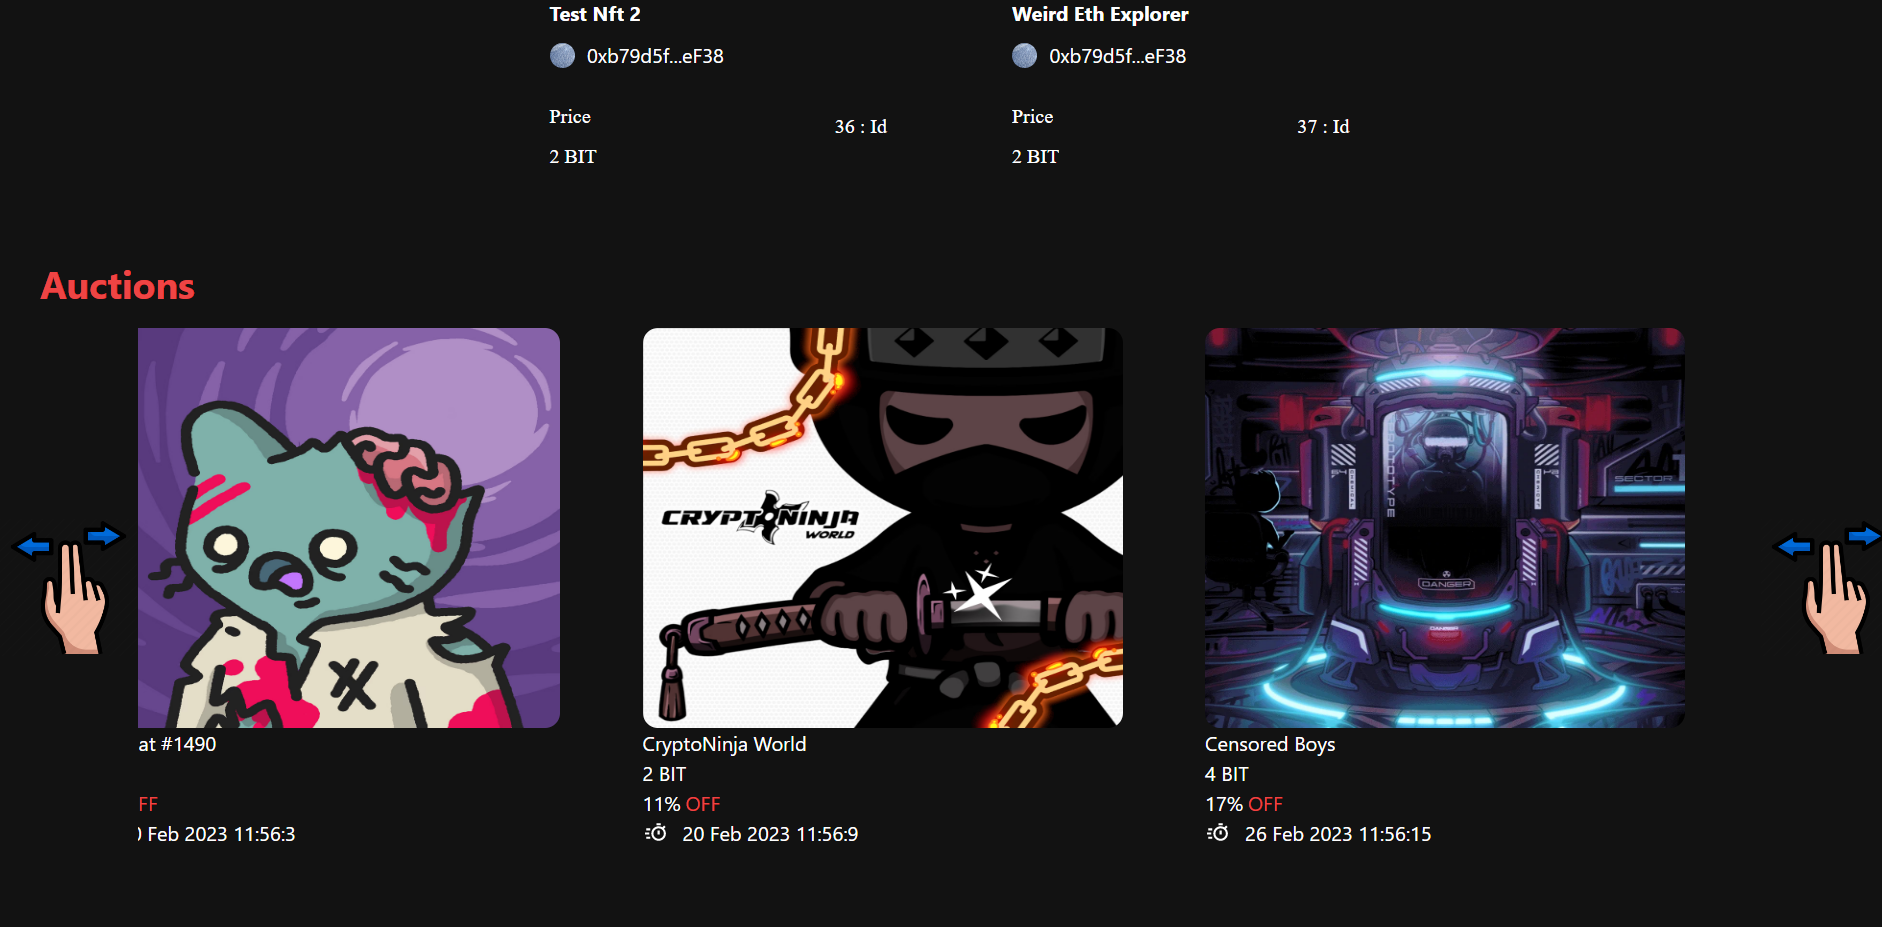 Test Nft 2
0xb79d5f...eF38
Price
36 : Id
2 BIT
Weird Eth Explorer
0xb79d5f...eF38
Price
37 : Id
2 BIT
Auctions
at #1490
FF
Feb 2023 11:56:3
CRYPTONINJA
WORLD
CryptoNinja World
2 BIT
11% OFF
20 Feb 2023 11:56:9
PROTOTYPE
SECTOR
DANGER
DANGER
Censored Boys
4 BIT
17% OFF
26 Feb 2023 11:56:15